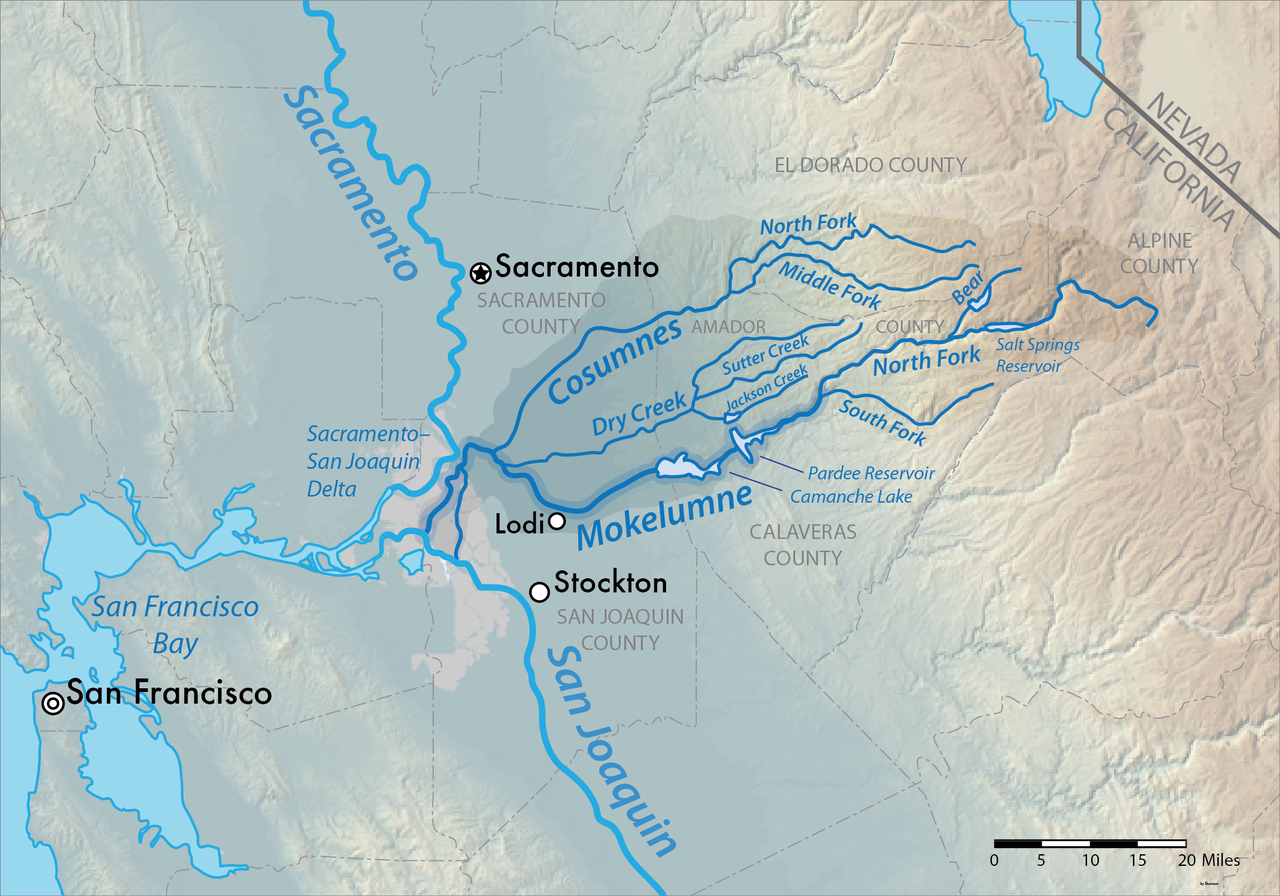 Sacramento
NEVADA
CALIFORNIA
EL DORADO COUNTY
North Fork
ALPINE
COUNTY
Sacramento
Middle Fork
Bear
SACRAMENTO
COUNTY
Cosumnes
AMADOR
COUNTY
Sutter Creek
North Fork
Salt Springs
Reservoir
Jackson Creek
Dry Creek
South Fork
Sacramento–
San Joaquin
Delta
Pardee Reservoir
Camanche Lake
Lodi
Mokelumne
CALAVERAS
COUNTY
Stockton
San Francisco
Bay
SAN JOAQUIN
COUNTY
San Francisco
San Joaquin
0 5 10 15 20 Miles
by Shannon